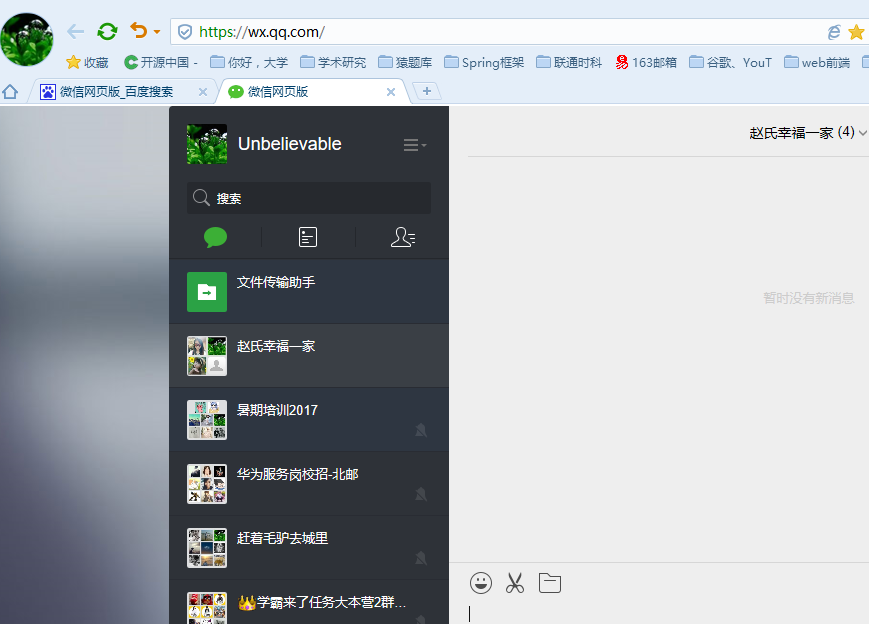 https://wx.qq.com/
收藏 开源中国 - 你好，大学 学术研究 猿题库 Spring框架 联通时科 163邮箱 谷歌、YouT web前端
微信网页版_百度搜索 微信网页版
Unbelievable
赵氏幸福一家 (4)
搜索
文件传输助手
暂时没有新消息
赵氏幸福一家
暑期培训2017
华为服务岗校招-北邮
赶着毛驴去城里
👑学霸来了任务大本营2群...